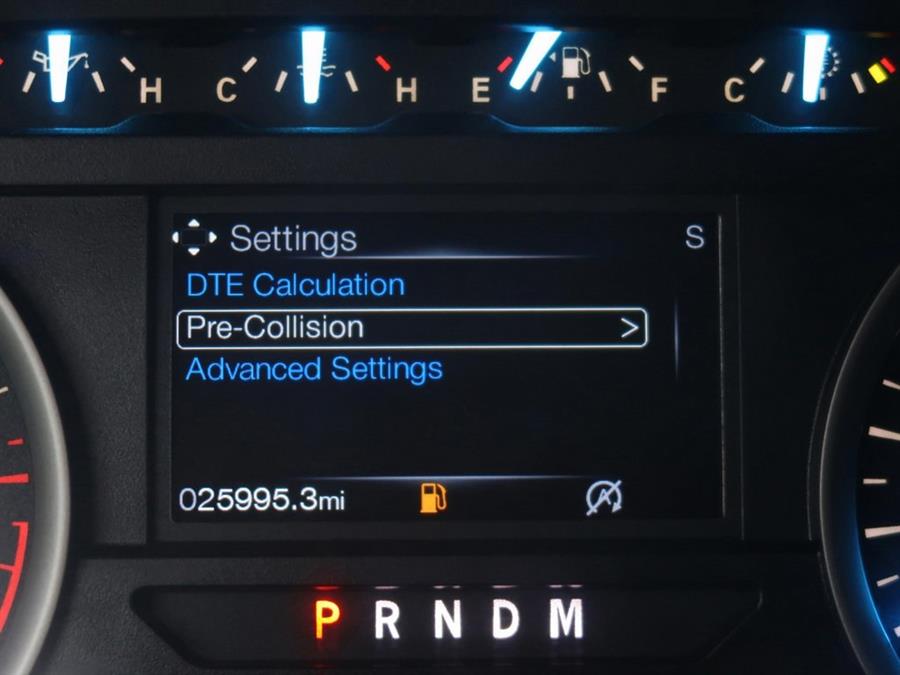 H C H E F C
Settings S
DTE Calculation
Pre-Collision >
Advanced Settings
025995.3mi
P R N D M